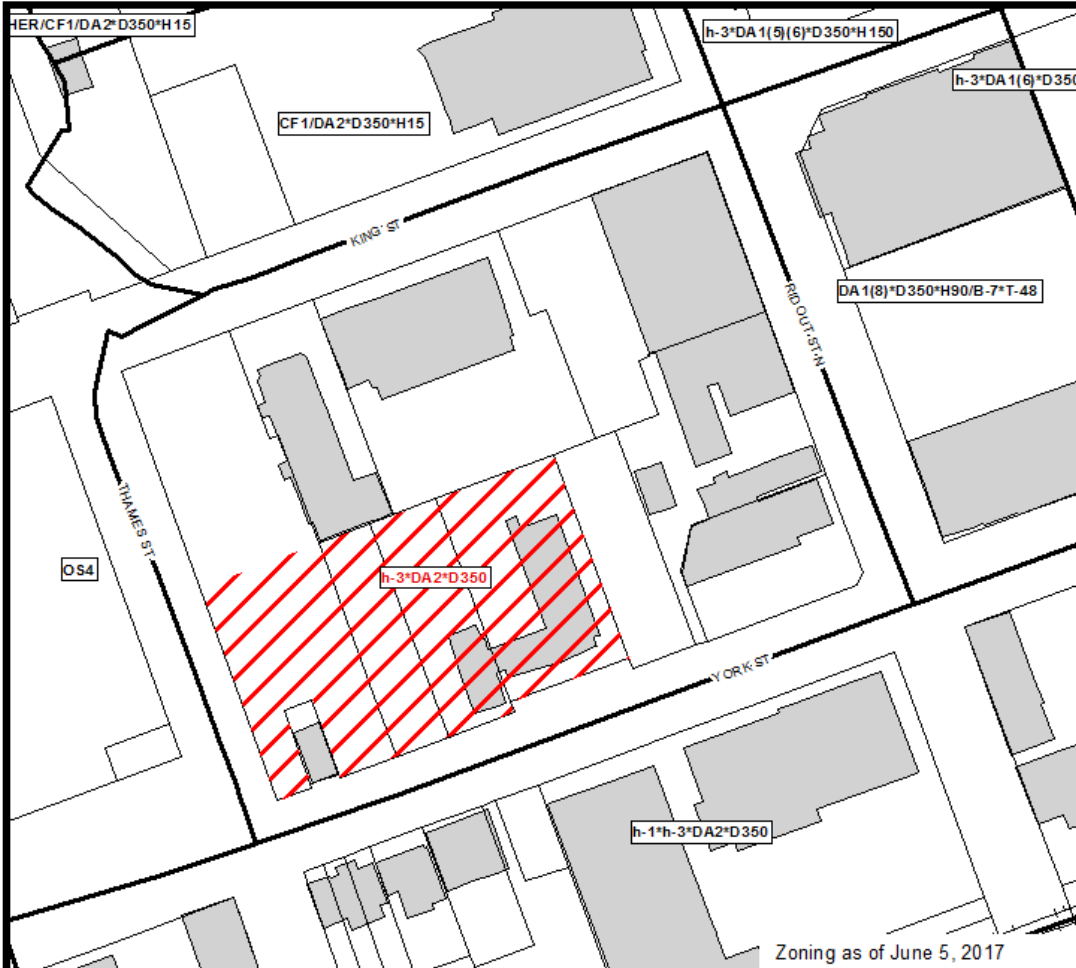 HER/CF1/DA2*D350*H15
h-3*DA1(5)(6)*D350*H150
h-3*DA1(6)*D350
CF1/DA2*D350*H15
KING ST
DA1(8)*D350*H90/B-7*T-48
RIDOUT ST N
THAMES ST
OS4
h-3*DA2*D350
YORK ST
h-1*h-3*DA2*D350
Zoning as of June 5, 2017